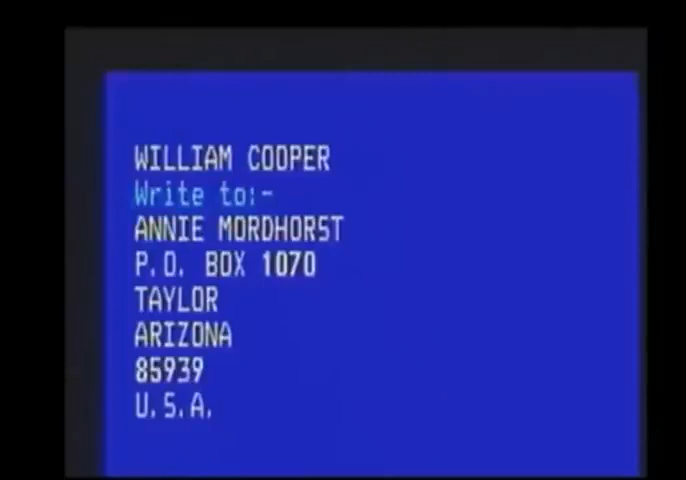 WILLIAM COOPER
Write to:-
ANNIE MORDHORST
P.O. BOX 1070
TAYLOR
ARIZONA
85939
U.S.A.